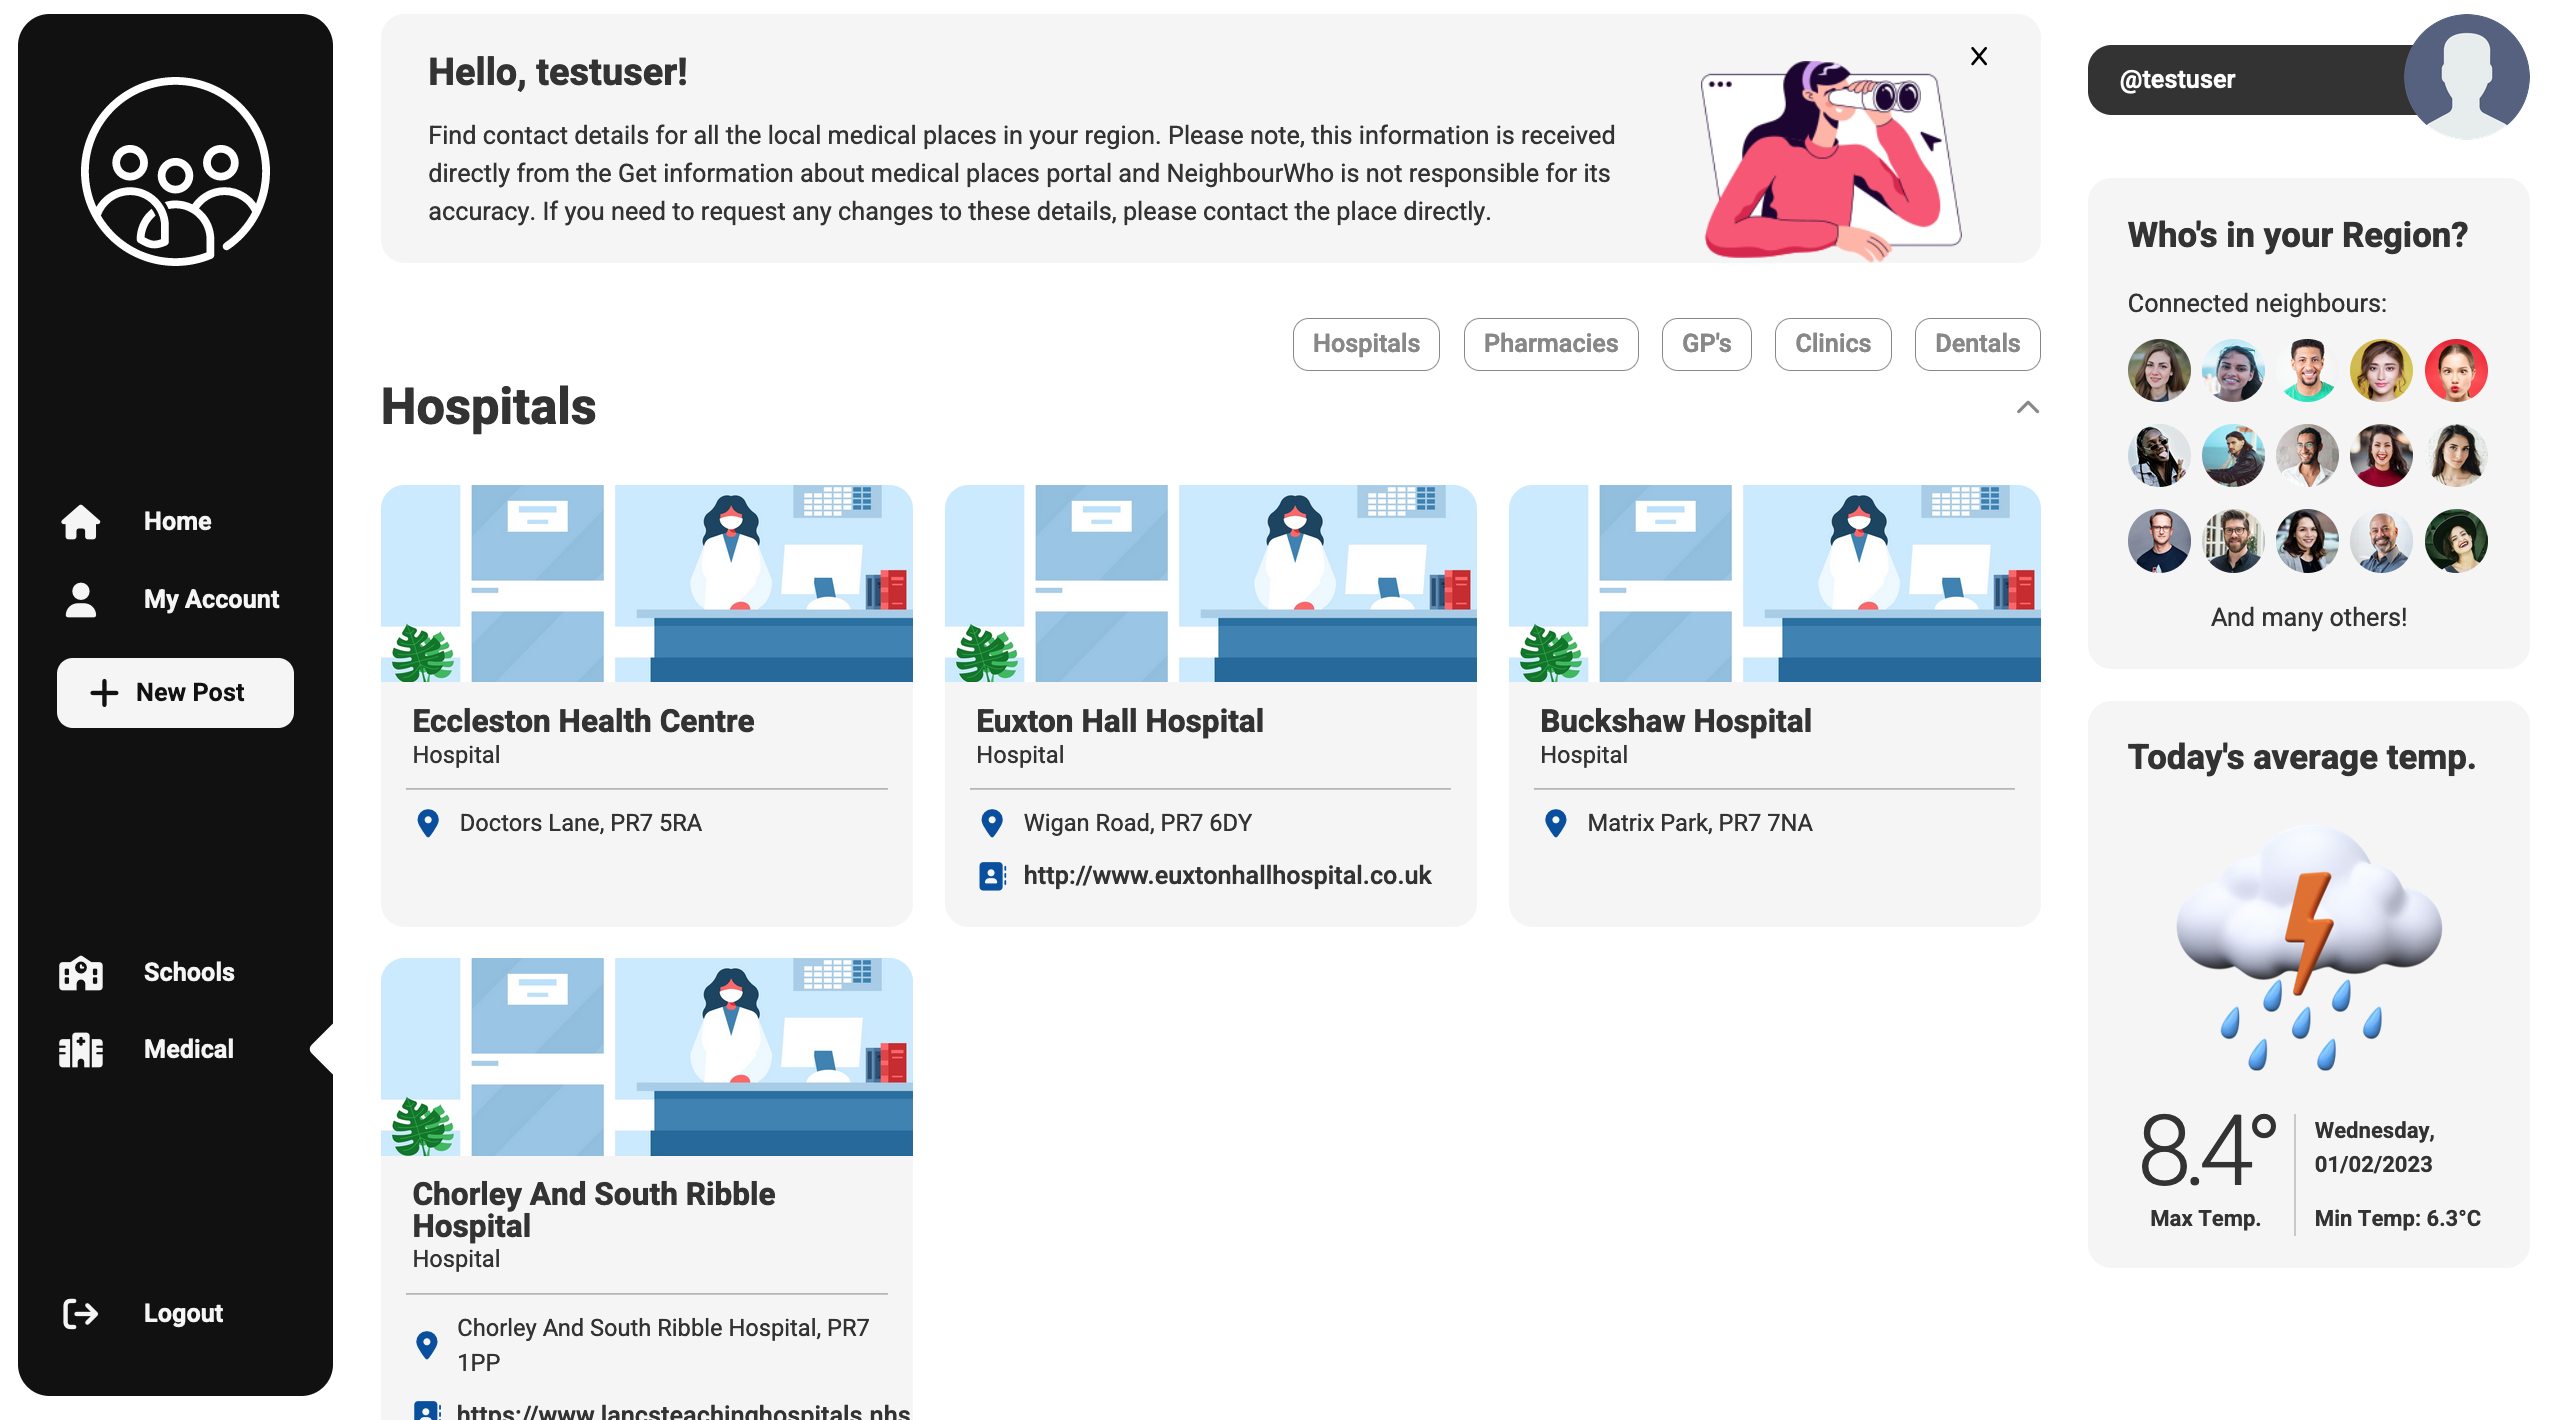 Home
My Account
New Post
Schools
Medical
Logout
Hello, testuser!
Find contact details for all the local medical places in your region. Please note, this information is received
directly from the Get information about medical places portal and NeighbourWho is not responsible for its
accuracy. If you need to request any changes to these details, please contact the place directly.
X
Hospitals
Pharmacies
GP's
Clinics
Dentals
Hospitals
Eccleston Health Centre
Hospital
Doctors Lane, PR7 5RA
Euxton Hall Hospital
Hospital
Wigan Road, PR7 6DY
http://www.euxtonhallhospital.co.uk
Buckshaw Hospital
Hospital
Matrix Park, PR7 7NA
Chorley And South Ribble
Hospital
Hospital
Chorley And South Ribble Hospital, PR7
1PP
https://www.lancsteachinghospitals.nhs
@testuser
Who's in your Region?
Connected neighbours:
And many others!
Today's average temp.
8.4°
Max Temp.
Wednesday,
01/02/2023
Min Temp: 6.3°C